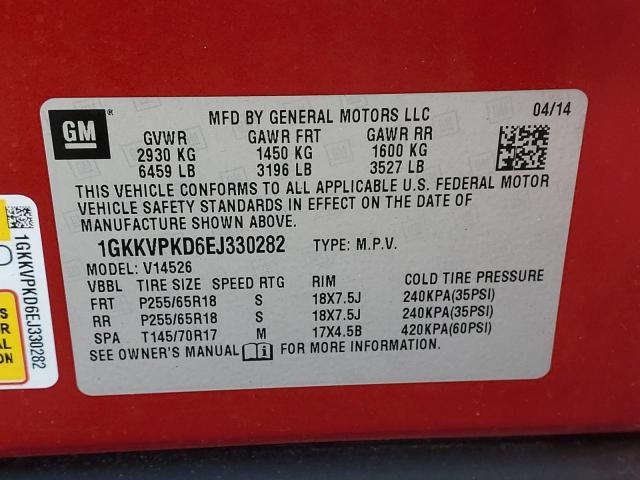 GM
MFD BY GENERAL MOTORS LLC 04/14
GVWR GAWR FRT GAWR RR
2930 KG 1450 KG 1600 KG
6459 LB 3196 LB 3527 LB
THIS VEHICLE CONFORMS TO ALL APPLICABLE U.S. FEDERAL MOTOR
VEHICLE SAFETY STANDARDS IN EFFECT ON THE DATE OF
MANUFACTURE SHOWN ABOVE.
1GKKVPKD6EJ330282 TYPE: M.P.V.
MODEL: V14526
VBBL TIRE SIZE SPEED RTG RIM COLD TIRE PRESSURE
FRT P255/65R18 S 18X7.5J 240KPA(35PSI)
RR P255/65R18 S 18X7.5J 240KPA(35PSI)
SPA T145/70R17 M 17X4.5B 420KPA(60PSI)
SEE OWNER'S MANUAL FOR MORE INFORMATION.
1GKKVPKD6EJ330282